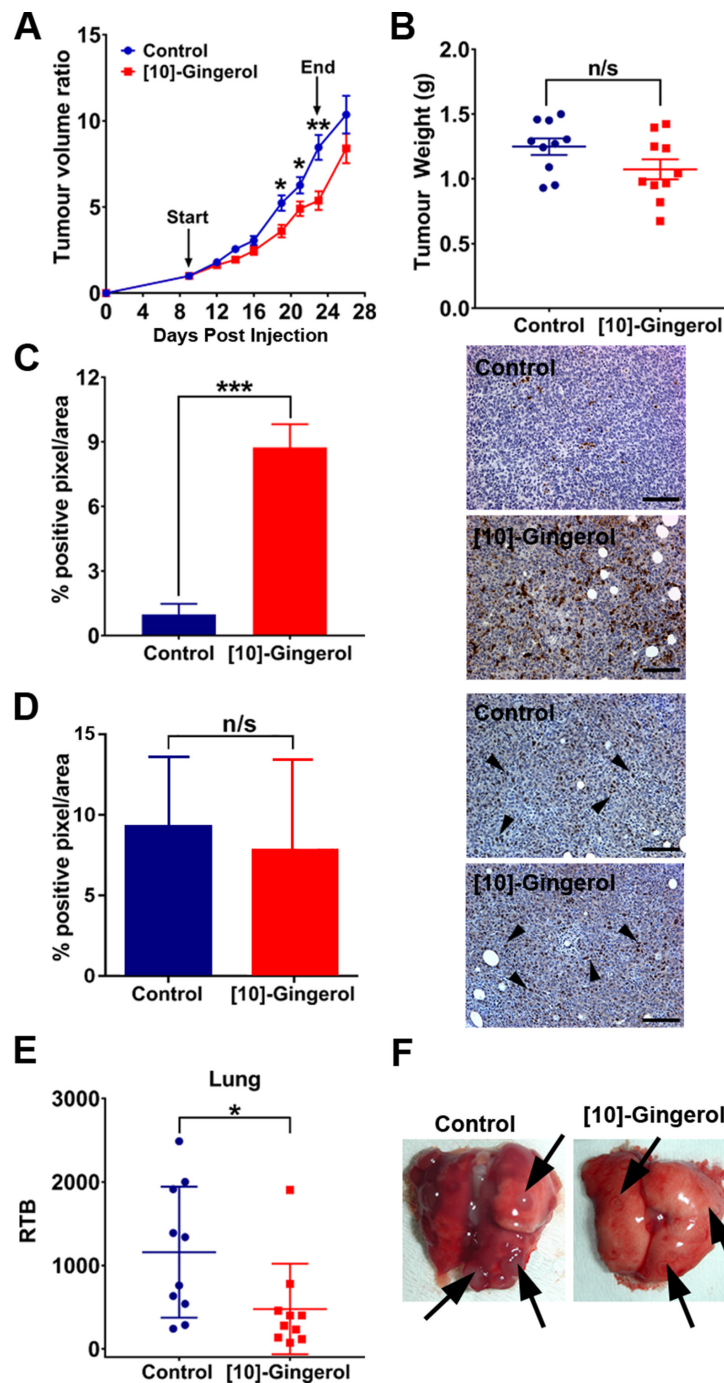 A
Control
[10]-Gingerol
End
**
*
*
Start
Tumour volume ratio
15
10
5
0
0 4 8 12 16 20 24 28
Days Post Injection
B
n/s
Tumour Weight (g)
2.0
1.5
1.0
0.5
0.0
Control [10]-Gingerol
C
***
% positive pixel/area
12
9
6
3
0
Control [10]-Gingerol
Control
[10]-Gingerol
D
n/s
% positive pixel/area
15
10
5
0
Control [10]-Gingerol
Control
[10]-Gingerol
E
Lung
*
RTB
3000
2000
1000
0
Control [10]-Gingerol
F
Control [10]-Gingerol